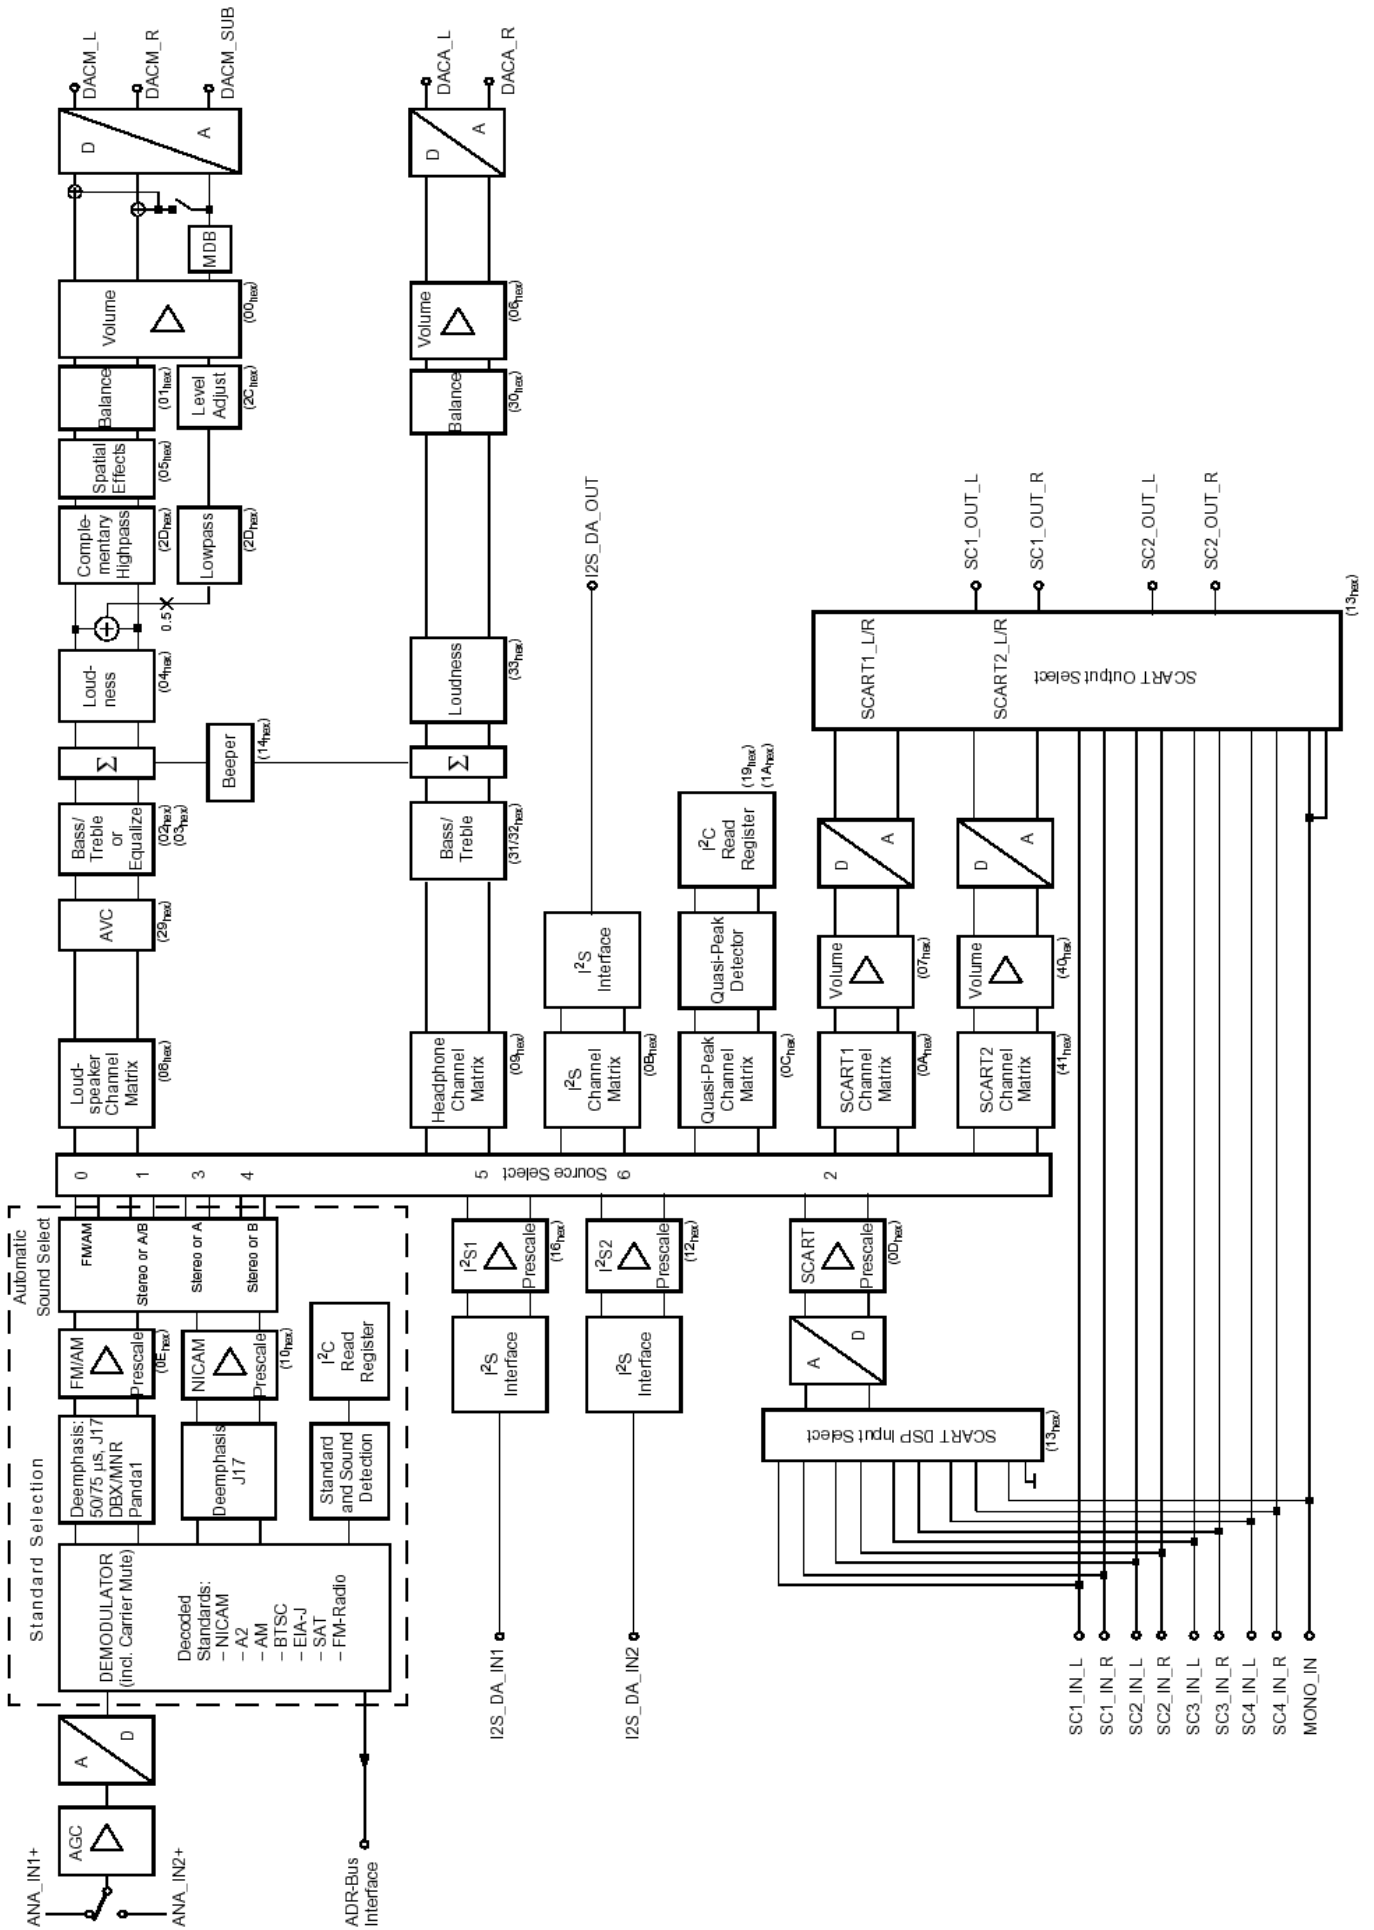 ANA_IN1+
ANA_IN2+
AGC
A
D
ADR-Bus
Interface
Standard Selection
DEMODULATOR
(incl. Carrier Mute)
Decoded
Standards:
– NICAM
– A2
– AM
– BTSC
– EIA-J
– SAT
– FM-Radio
Deemphasis:
50/75 µs, J17
DBX/MNR
Panda1
Deemphasis
J17
Standard
and Sound
Detection
FM/AM
Prescale
(0Ehex)
NICAM
Prescale
(10hex)
I2C
Read
Register
Automatic
Sound Select
FM/AM
Stereo or A/B
Stereo or A
Stereo or B
I2S_DA_IN1
I2S
Interface
I2S1
Prescale
(16hex)
I2S_DA_IN2
I2S
Interface
I2S2
Prescale
(12hex)
SC1_IN_L
SC1_IN_R
SC2_IN_L
SC2_IN_R
SC3_IN_L
SC3_IN_R
SC4_IN_L
SC4_IN_R
MONO_IN
SCART DSP Input Select
(13hex)
A
D
SCART
Prescale
(0Dhex)
0
1
3
4
5
Source Select
6
2
Loud-
speaker
Channel
Matrix
(08hex)
AVC
(29hex)
Bass/
Treble
or
Equalize
(02hex)
(03hex)
Σ
Beeper
(14hex)
Loud-
ness
(04hex)
0.5
Comple-
mentary
Highpass
(2Dhex)
Lowpass
(2Dhex)
Spatial
Effects
(05hex)
Balance
(01hex)
Level
Adjust
(2Chex)
Volume
(00hex)
MDB
D
A
DACM_L
DACM_R
DACM_SUB
Headphone
Channel
Matrix
(09hex)
Bass/
Treble
(31/32hex)
Σ
Loudness
(33hex)
Balance
(30hex)
Volume
(06hex)
D
A
DACA_L
DACA_R
I2S
Channel
Matrix
(0Bhex)
I2S
Interface
I2S_DA_OUT
Quasi-Peak
Channel
Matrix
(0Chex)
Quasi-Peak
Detector
I2C
Read
Register
(19hex)
(1Ahex)
SCART1
Channel
Matrix
(0Ahex)
Volume
(07hex)
D
A
SCART2
Channel
Matrix
(41hex)
Volume
(40hex)
D
A
SCART1_L/R
SCART2_L/R
SCART Output Select
(13hex)
SC1_OUT_L
SC1_OUT_R
SC2_OUT_L
SC2_OUT_R